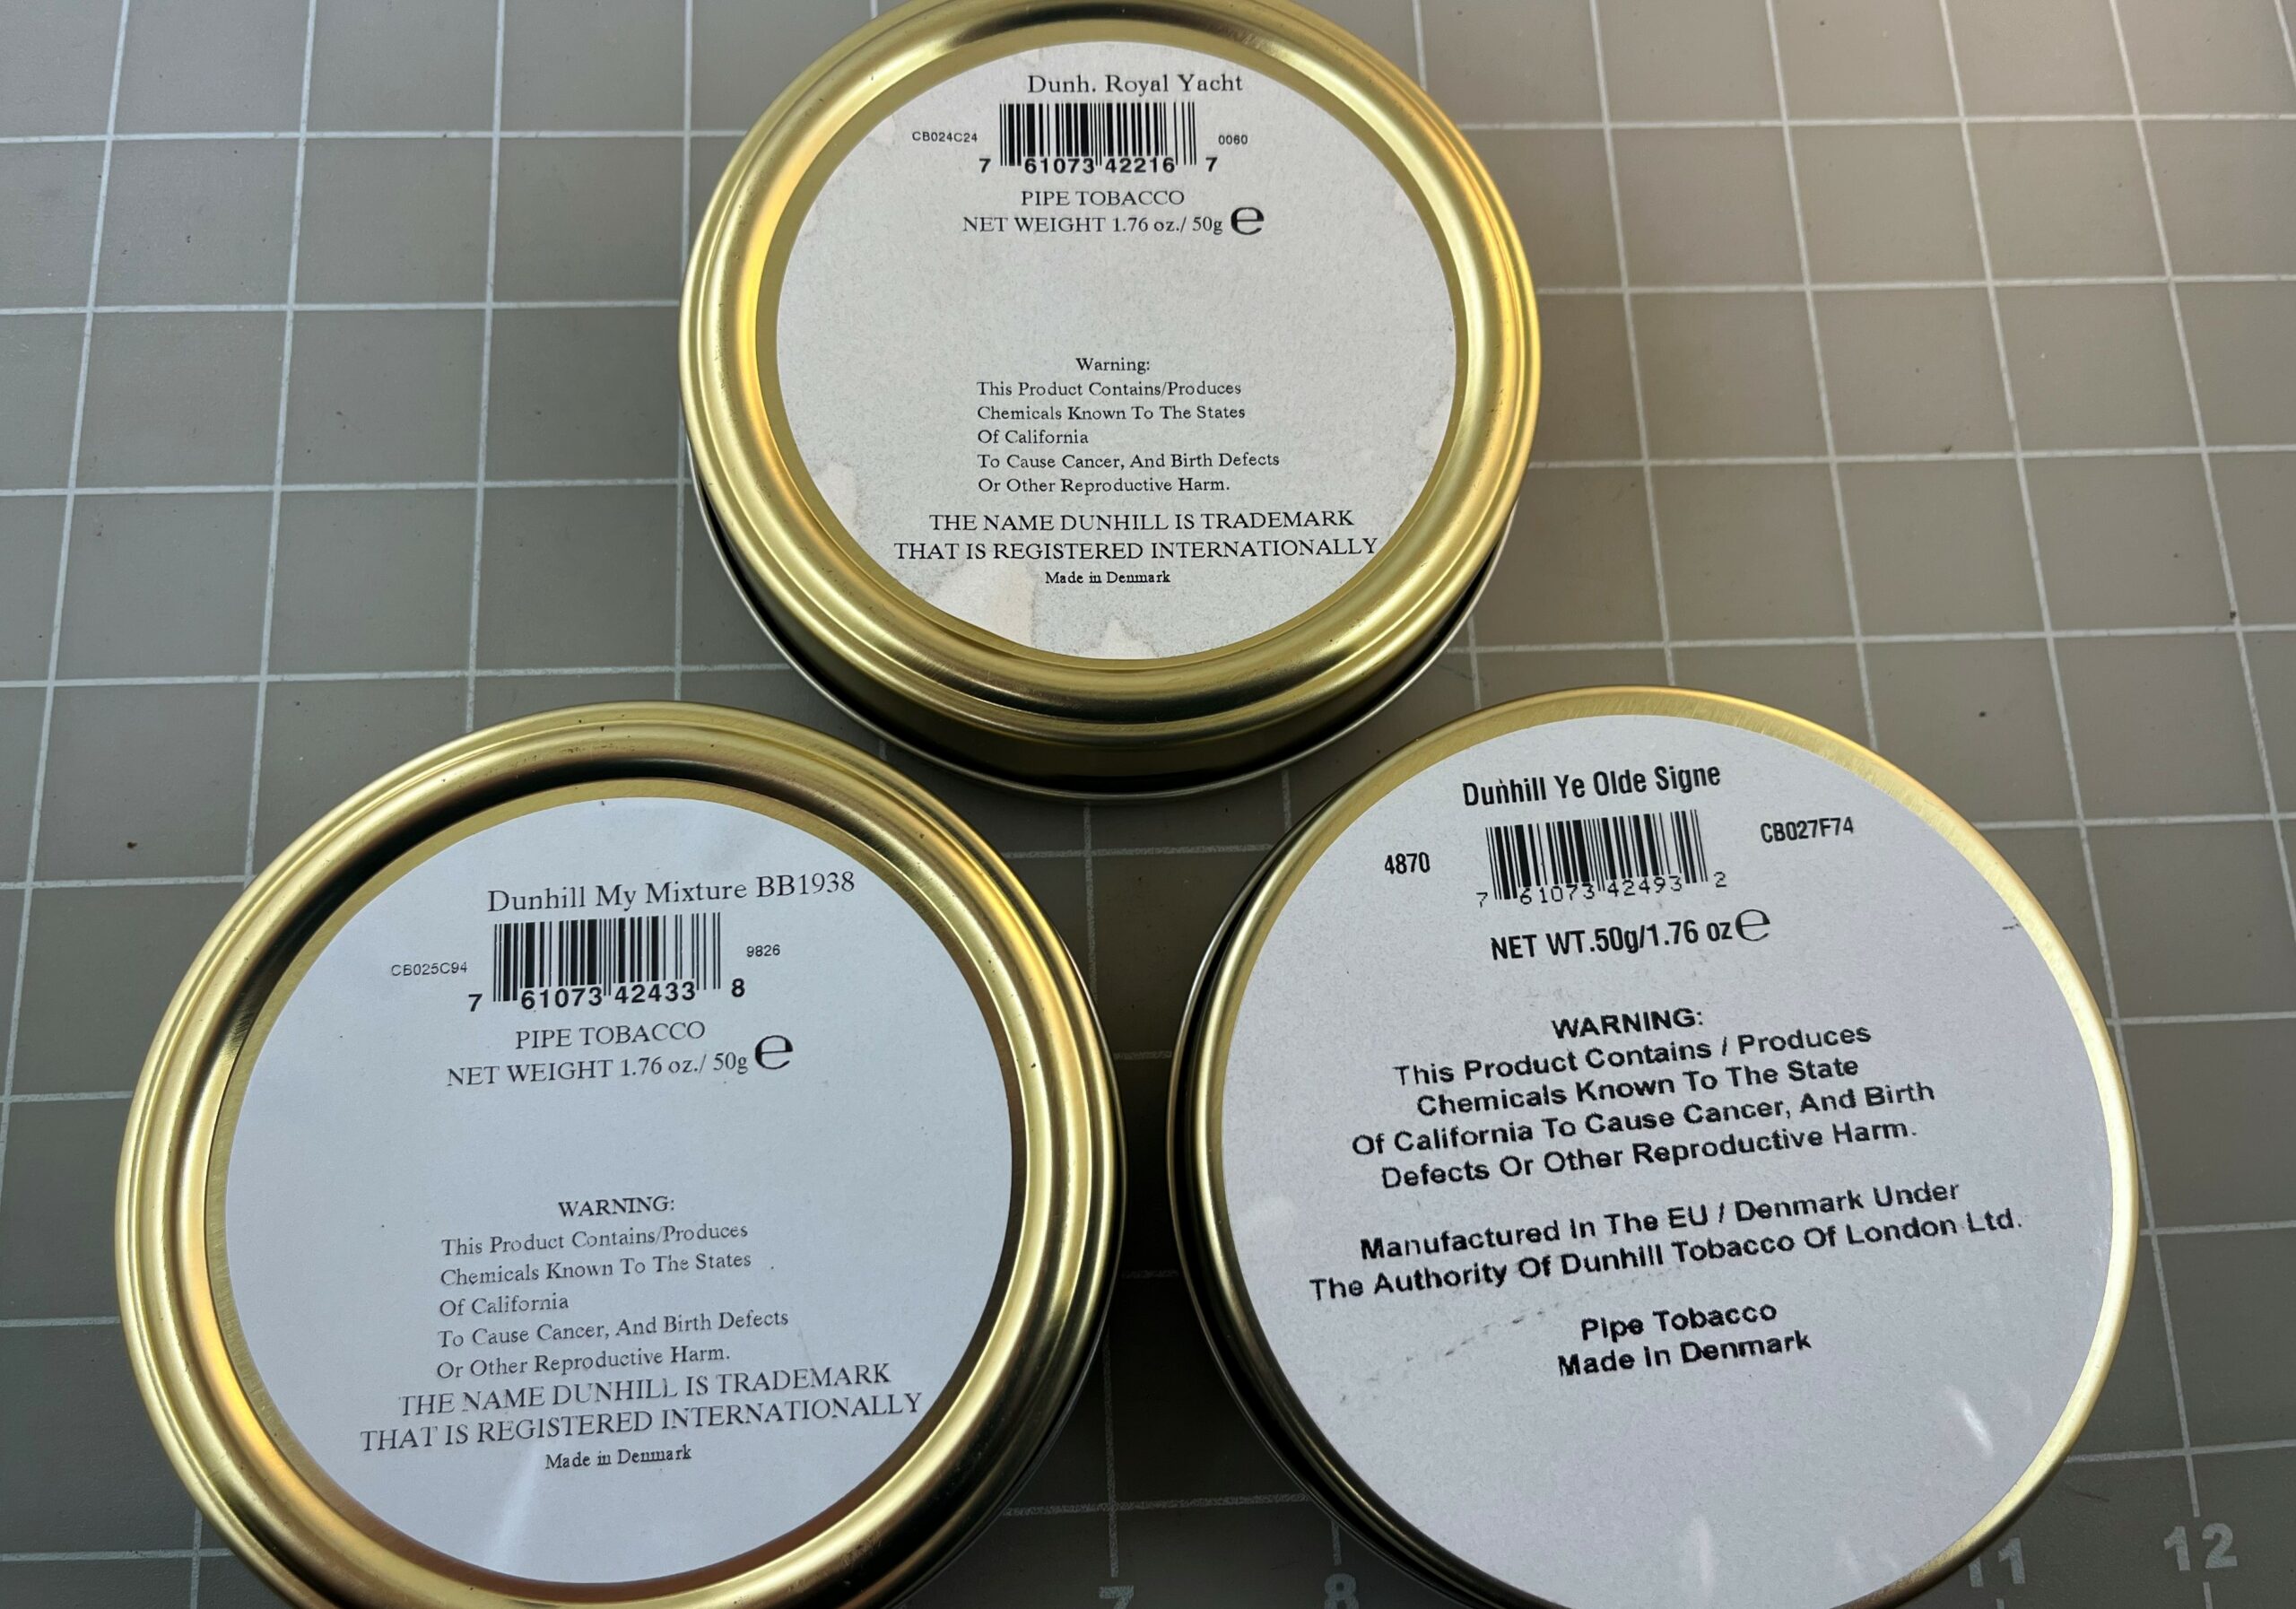 Dunh. Royal Yacht
CB024C24 0060
7 61073 42216 7
PIPE TOBACCO
NET WEIGHT 1.76 oz./ 50g ℮
Warning:
This Product Contains/Produces
Chemicals Known To The States
Of California
To Cause Cancer, And Birth Defects
Or Other Reproductive Harm.
THE NAME DUNHILL IS TRADEMARK
THAT IS REGISTERED INTERNATIONALLY
Made in Denmark
Dunhill My Mixture BB1938
CB025C94 9826
7 61073 42433 8
PIPE TOBACCO
NET WEIGHT 1.76 oz./ 50g ℮
WARNING:
This Product Contains/Produces
Chemicals Known To The States
Of California
To Cause Cancer, And Birth Defects
Or Other Reproductive Harm.
THE NAME DUNHILL IS TRADEMARK
THAT IS REGISTERED INTERNATIONALLY
Made in Denmark
Dunhill Ye Olde Signe
4870 CB027F74
7 61073 42493 2
NET WT.50g/1.76 oz ℮
WARNING:
This Product Contains / Produces
Chemicals Known To The State
Of California To Cause Cancer, And Birth
Defects Or Other Reproductive Harm.
Manufactured In The EU / Denmark Under
The Authority Of Dunhill Tobacco Of London Ltd.
Pipe Tobacco
Made In Denmark
7 8 11 12